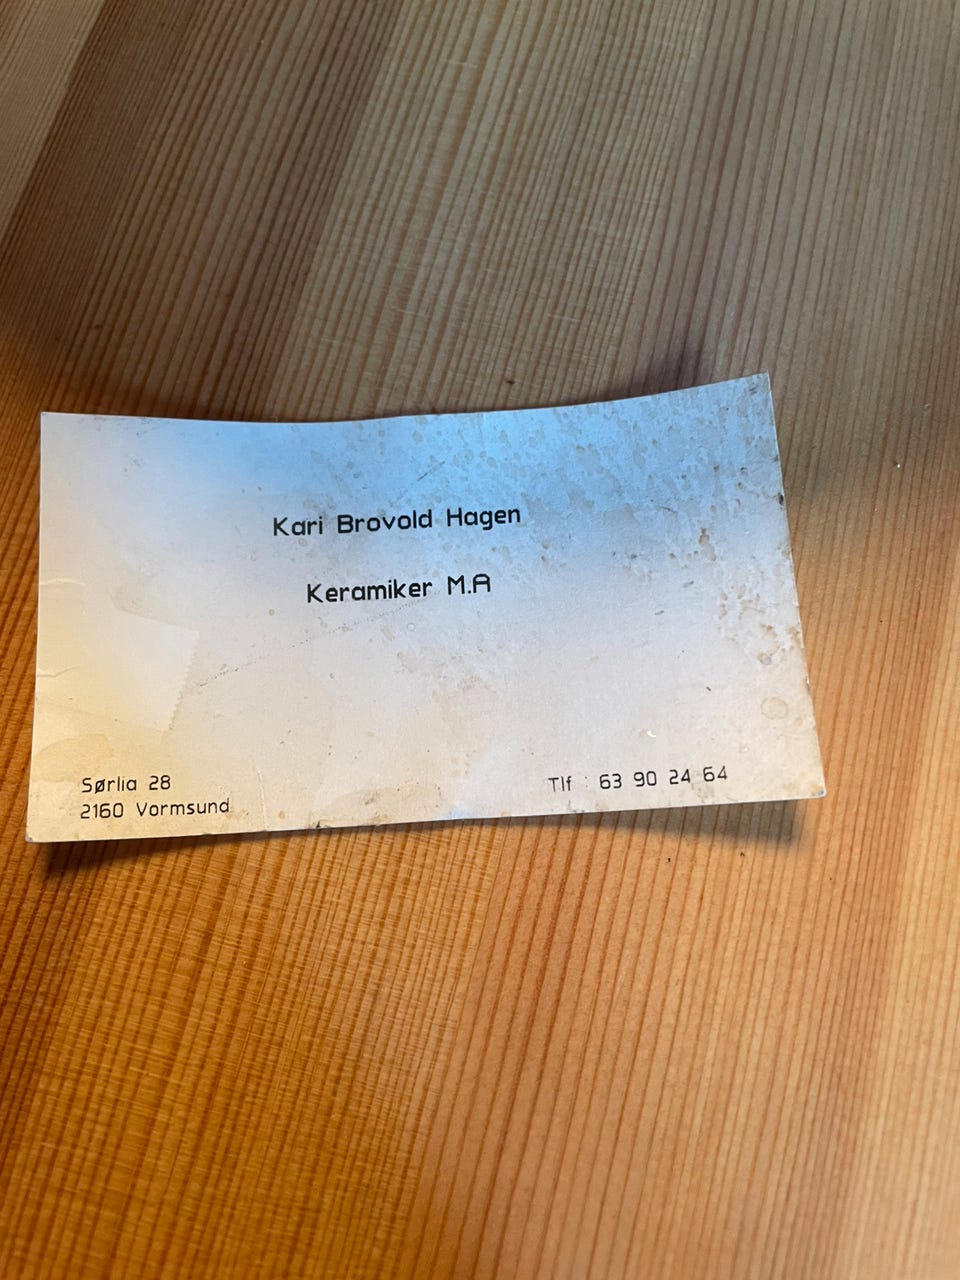 Kari Brovold Hagen
Keramiker M.A
Sørlia 28
2160 Vormsund
Tlf : 63 90 24 64